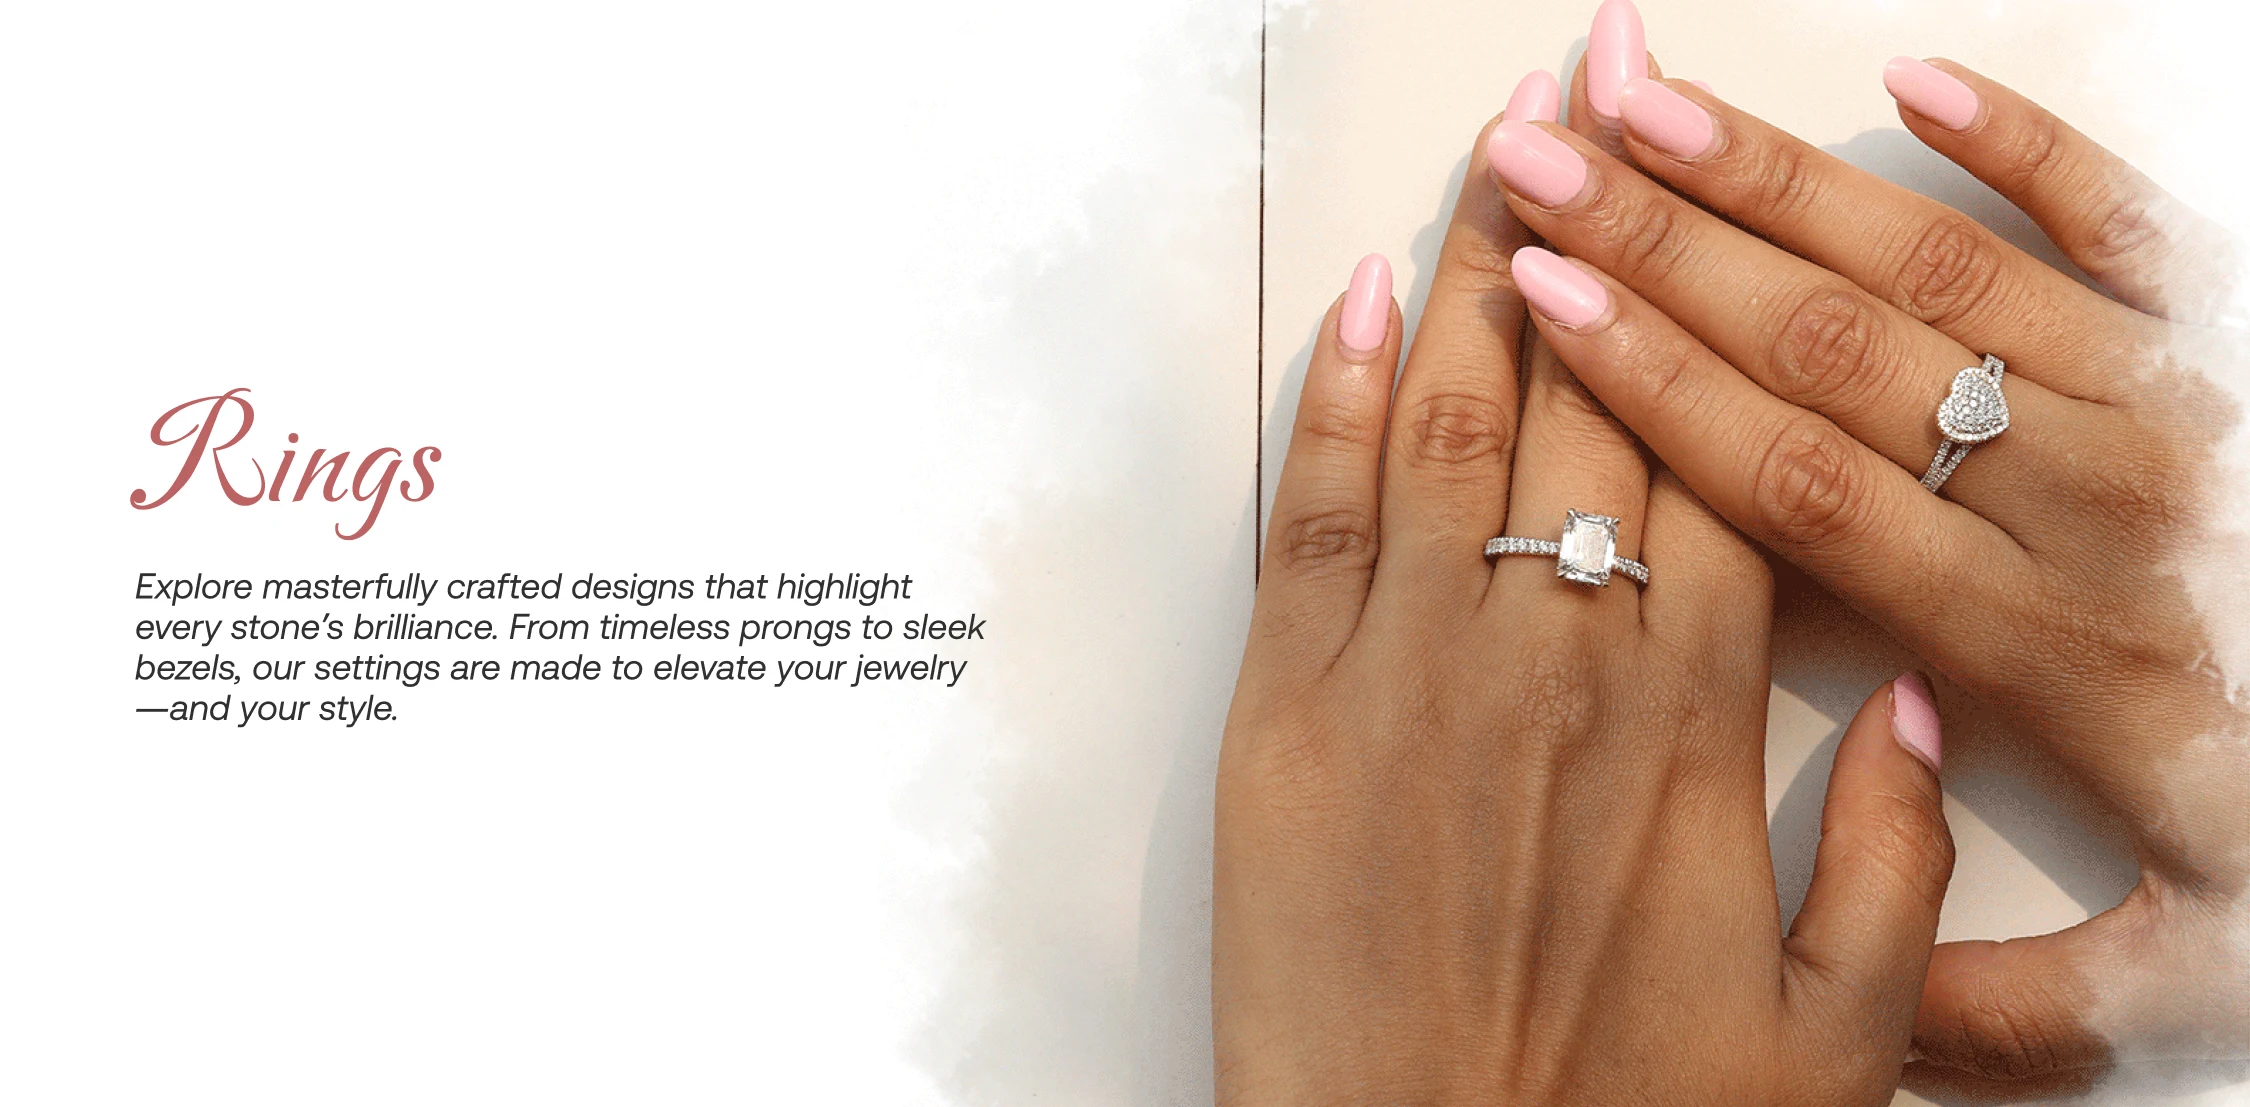 Rings
Explore masterfully crafted designs that highlight
every stone’s brilliance. From timeless prongs to sleek
bezels, our settings are made to elevate your jewelry
—and your style.